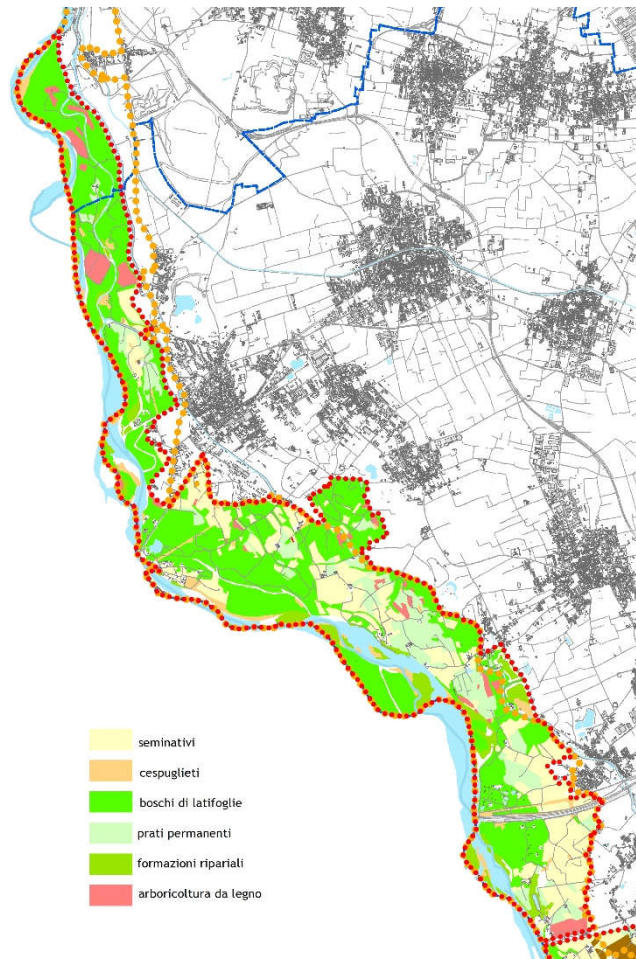 seminativi
cespuglieti
boschi di latifoglie
prati permanenti
formazioni ripariali
arboricoltura da legno